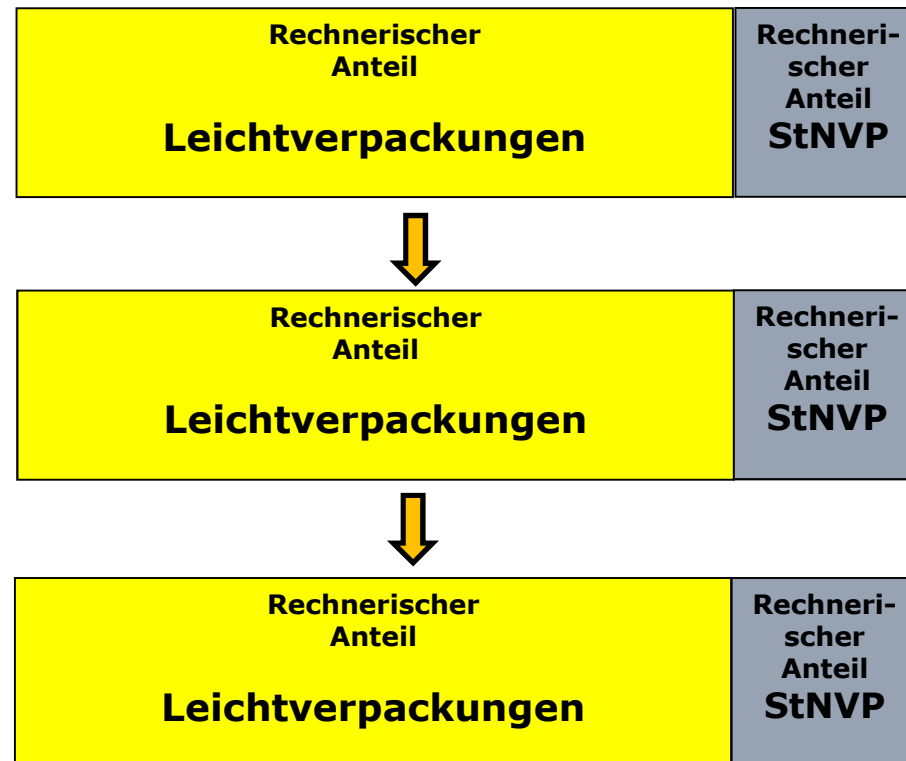 Rechnerischer
Anteil
Leichtverpackungen
Rechneri-
scher
Anteil
StNVP
Rechnerischer
Anteil
Leichtverpackungen
Rechneri-
scher
Anteil
StNVP
Rechnerischer
Anteil
Leichtverpackungen
Rechneri-
scher
Anteil
StNVP